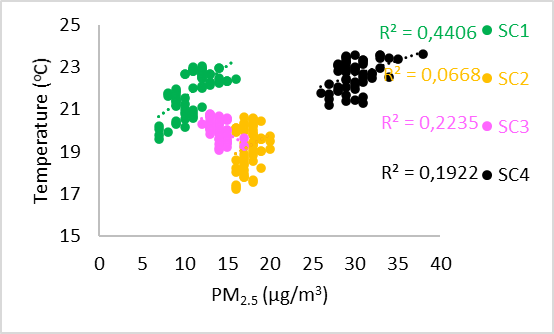 25
23
21
19
17
15
Temperature (ºC)
0 5 10 15 20 25 30 35 40
PM2.5 (µg/m³)
R² = 0,4406 SC1
R² = 0,0668 SC2
R² = 0,2235 SC3
R² = 0,1922 SC4